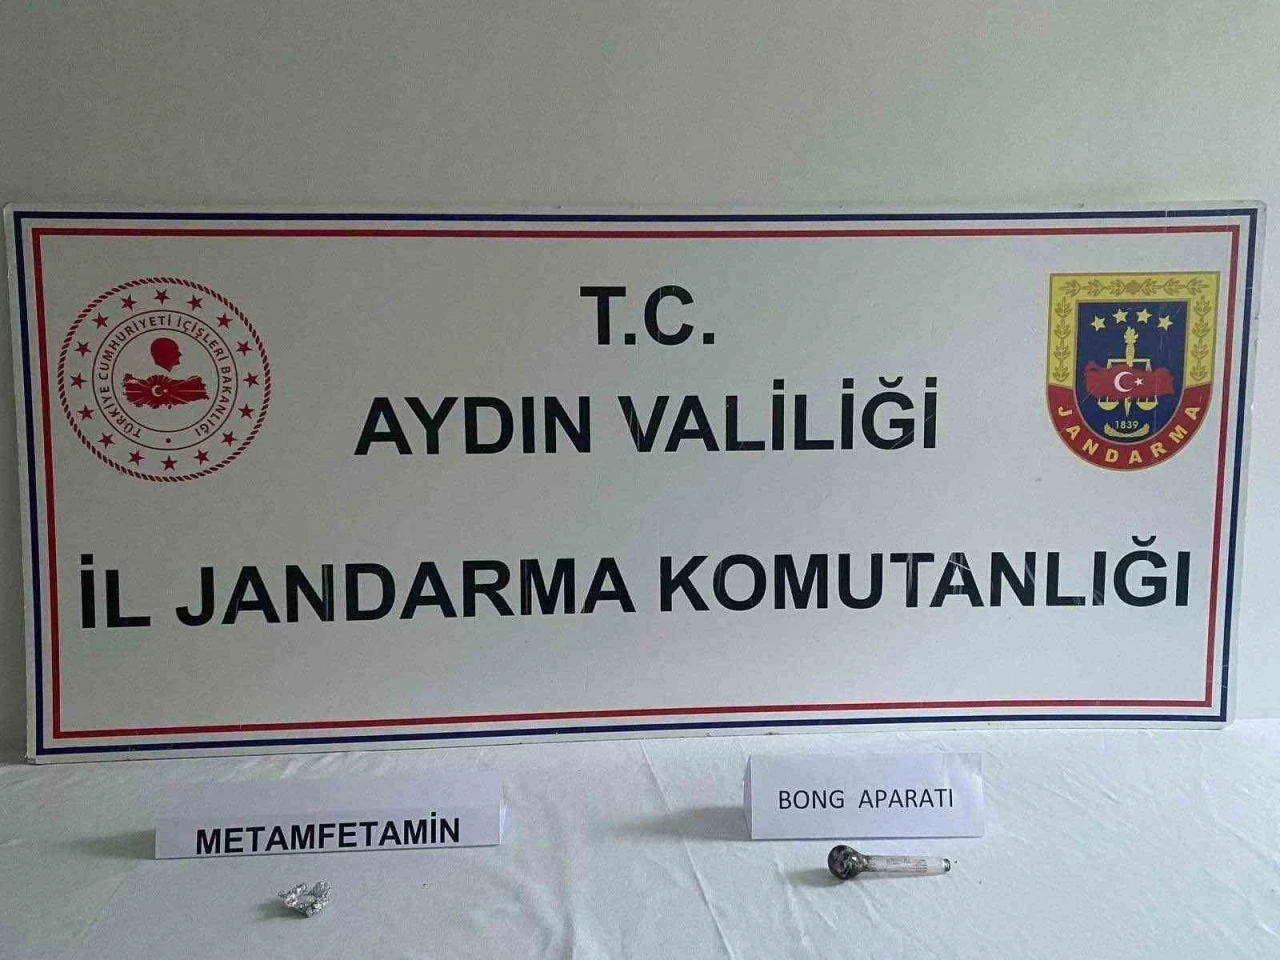 T.C.
AYDIN VALİLİĞİ
İL JANDARMA KOMUTANLIĞI
TÜRKİYE CUMHURİYETİ İÇİŞLERİ BAKANLIĞI
1839
JANDARMA
METAMFETAMİN
BONG APARATI